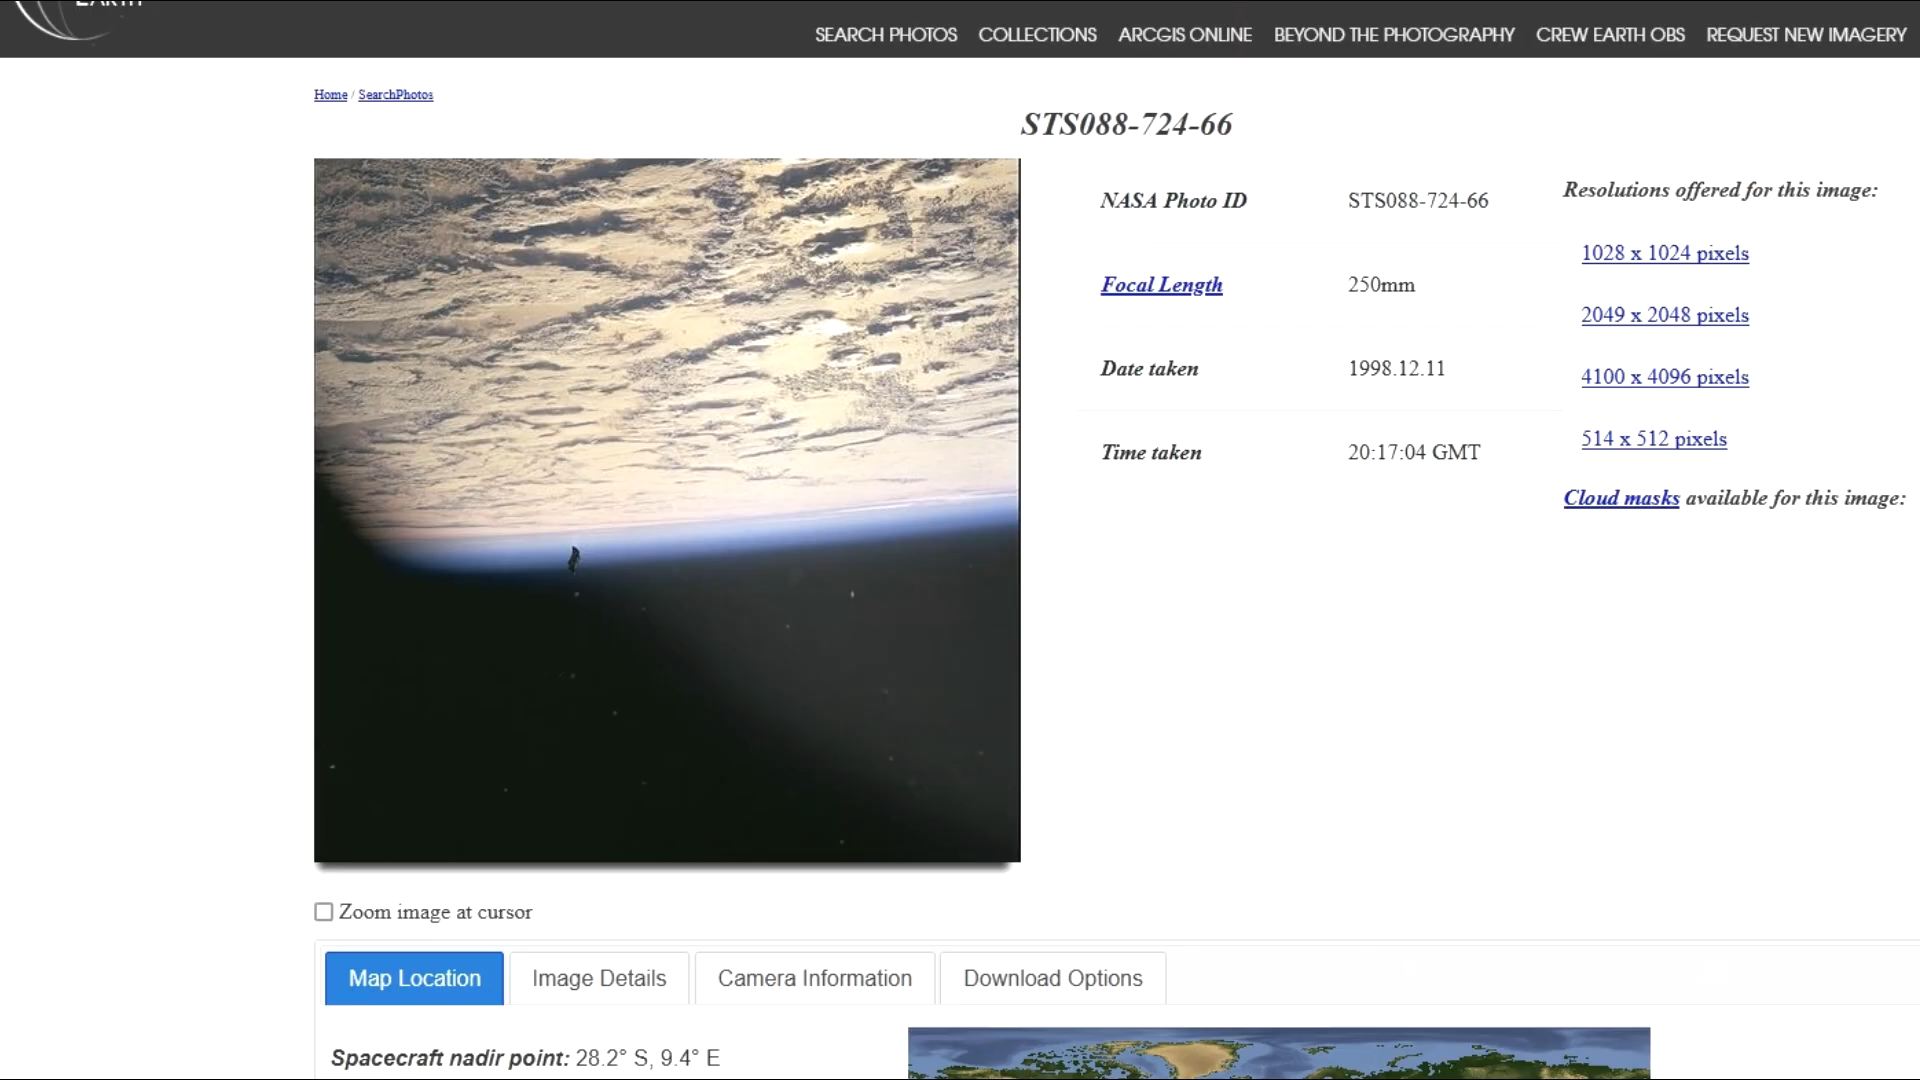 EARTH
SEARCH PHOTOS COLLECTIONS ARCGIS ONLINE BEYOND THE PHOTOGRAPHY CREW EARTH OBS REQUEST NEW IMAGERY
Home / SearchPhotos
STS088-724-66
NASA Photo ID STS088-724-66
Focal Length 250mm
Date taken 1998.12.11
Time taken 20:17:04 GMT
Resolutions offered for this image:
1028 x 1024 pixels
2049 x 2048 pixels
4100 x 4096 pixels
514 x 512 pixels
Cloud masks available for this image:
Zoom image at cursor
Map Location Image Details Camera Information Download Options
Spacecraft nadir point: 28.2° S, 9.4° E